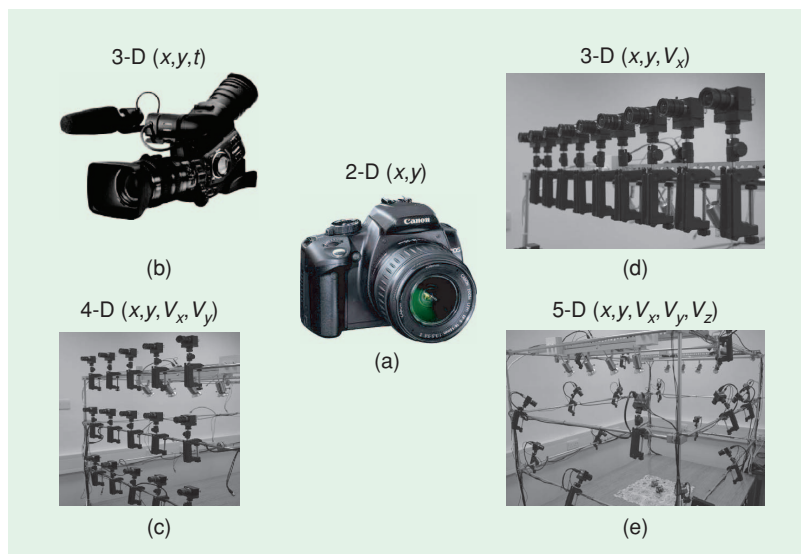 3-D (x,y,t)
(b)
2-D (x,y)
Canon
(a)
3-D (x,y,Vx)
(d)
4-D (x,y,Vx,Vy)
(c)
5-D (x,y,Vx,Vy,Vz)
(e)